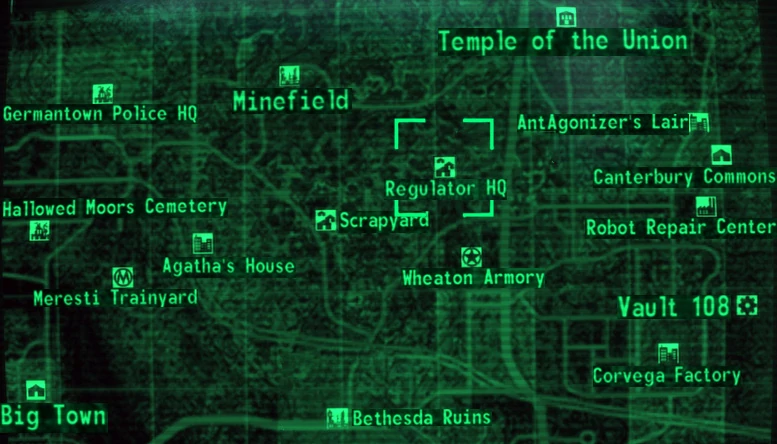 Temple of the Union
Minefield
Germantown Police HQ
AntAgonizer's Lair
Canterbury Commons
Regulator HQ
Hallowed Moors Cemetery
Scrapyard
Robot Repair Center
Agatha's House
Wheaton Armory
Meresti Trainyard
Vault 108
Corvega Factory
Big Town
Bethesda Ruins